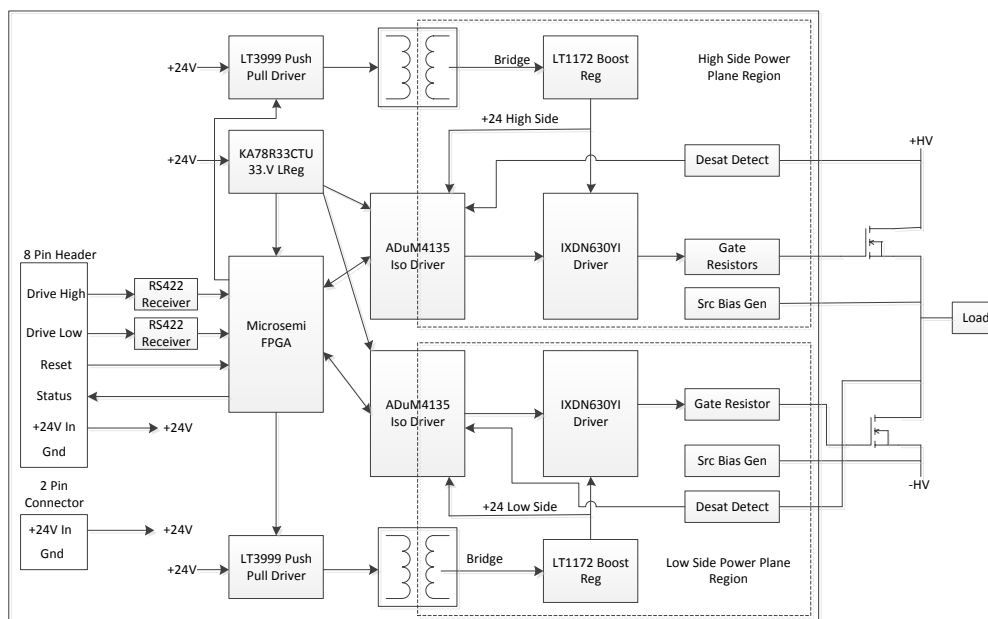 +24V
LT3999 Push
Pull Driver
Bridge
LT1172 Boost
Reg
High Side Power
Plane Region
+24 High Side
+24V
KA78R33CTU
33.V LReg
Desat Detect
+HV
ADuM4135
Iso Driver
IXDN630YI
Driver
Gate
Resistors
Src Bias Gen
Load
8 Pin Header
Drive High
RS422
Receiver
Drive Low
RS422
Receiver
Reset
Status
+24V In
+24V
Gnd
Microsemi
FPGA
ADuM4135
Iso Driver
IXDN630YI
Driver
Gate Resistor
Src Bias Gen
-HV
Desat Detect
2 Pin
Connector
+24V In
+24V
Gnd
+24 Low Side
+24V
LT3999 Push
Pull Driver
Bridge
LT1172 Boost
Reg
Low Side Power Plane
Region